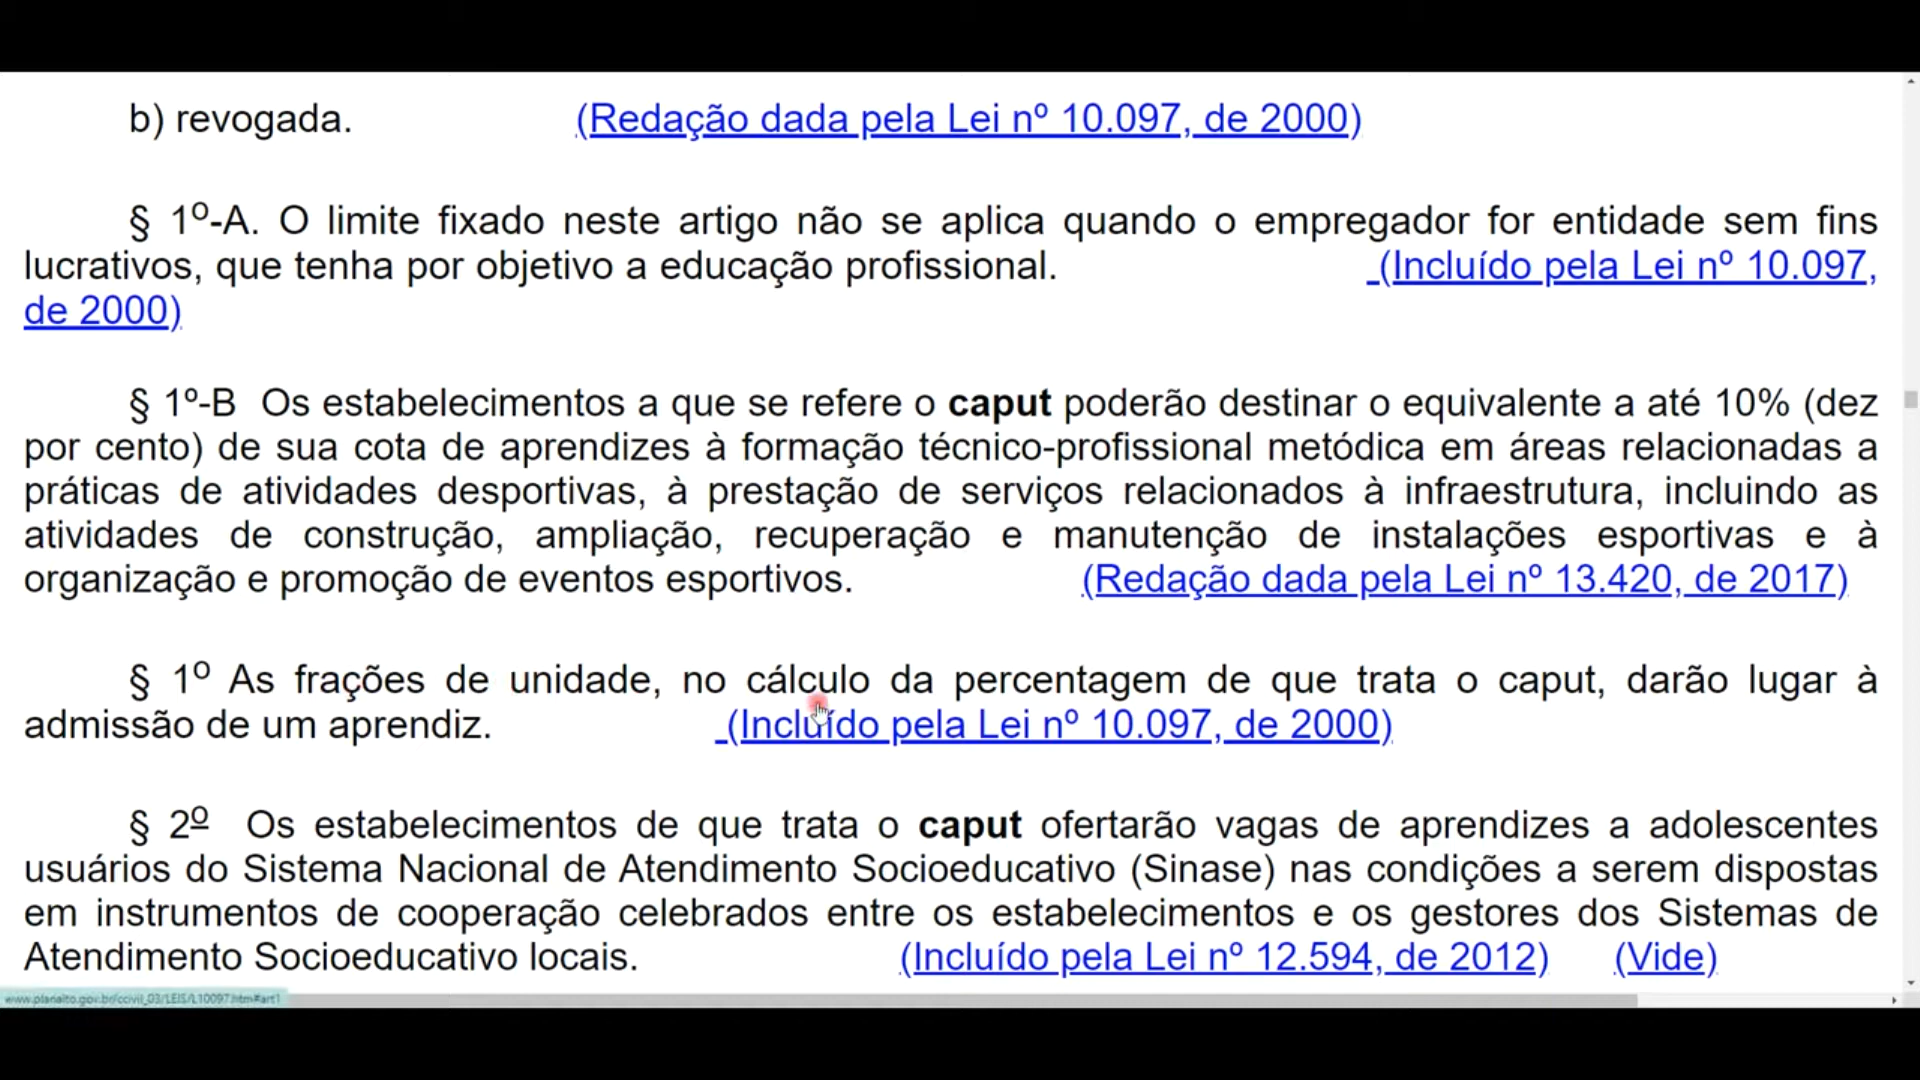 b) revogada. (Redação dada pela Lei nº 10.097, de 2000)
§ 1º-A. O limite fixado neste artigo não se aplica quando o empregador for entidade sem fins
lucrativos, que tenha por objetivo a educação profissional. (Incluído pela Lei nº 10.097,
de 2000)
§ 1º-B Os estabelecimentos a que se refere o caput poderão destinar o equivalente a até 10% (dez
por cento) de sua cota de aprendizes à formação técnico-profissional metódica em áreas relacionadas a
práticas de atividades desportivas, à prestação de serviços relacionados à infraestrutura, incluindo as
atividades de construção, ampliação, recuperação e manutenção de instalações esportivas e à
organização e promoção de eventos esportivos. (Redação dada pela Lei nº 13.420, de 2017)
§ 1º As frações de unidade, no cálculo da percentagem de que trata o caput, darão lugar à
admissão de um aprendiz. (Incluído pela Lei nº 10.097, de 2000)
§ 2º Os estabelecimentos de que trata o caput ofertarão vagas de aprendizes a adolescentes
usuários do Sistema Nacional de Atendimento Socioeducativo (Sinase) nas condições a serem dispostas
em instrumentos de cooperação celebrados entre os estabelecimentos e os gestores dos Sistemas de
Atendimento Socioeducativo locais. (Incluído pela Lei nº 12.594, de 2012) (Vide)
www.planalto.gov.br/ccivil_03/LEIS/L10097.htm#art1